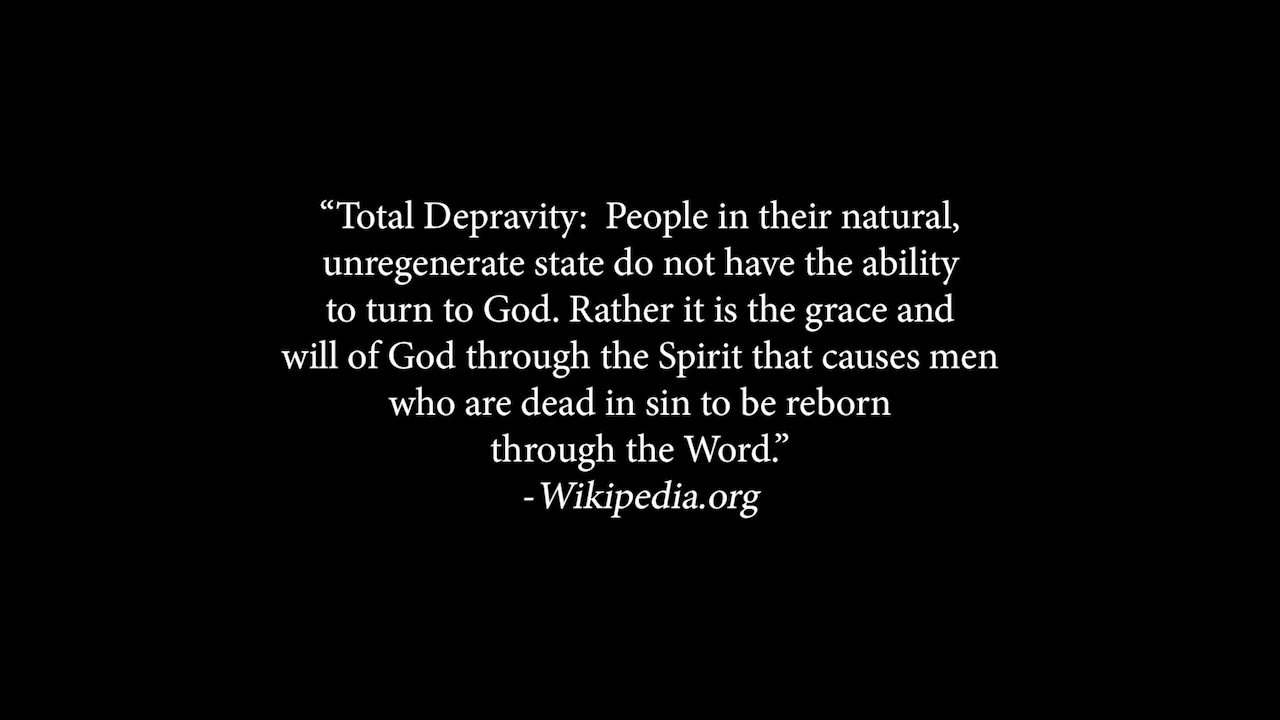 “Total Depravity:  People in their natural,
unregenerate state do not have the ability
to turn to God. Rather it is the grace and
will of God through the Spirit that causes men
who are dead in sin to be reborn
through the Word.”
-Wikipedia.org